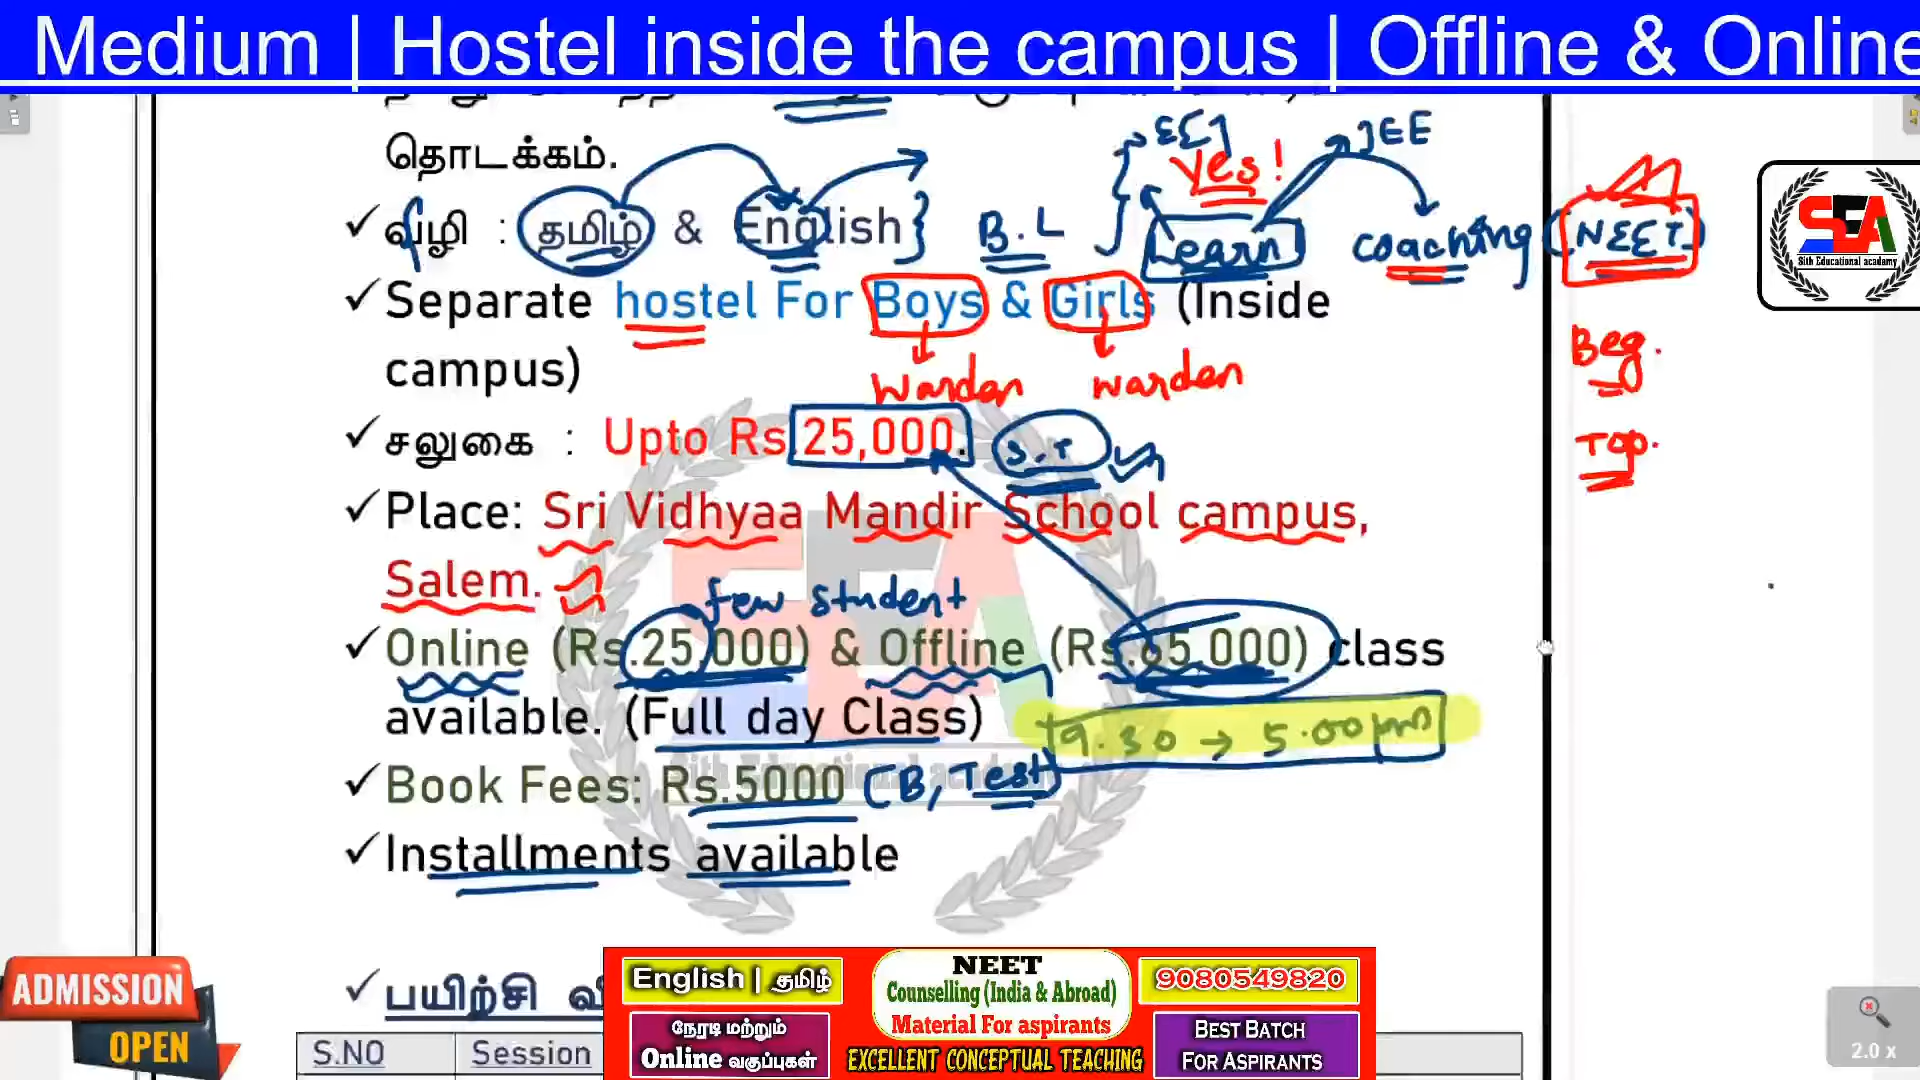 Medium | Hostel inside the campus | Offline & Online
தொடக்கம்.
EEJ
Yes!
JEE
✓ வழி : தமிழ் & English } B.L
Learn
coaching (NEET)
SEA
Sith Educational academy
✓ Separate hostel For Boys & Girls (Inside
campus)
Warden
Warden
Beg.
Top.
✓ சலுகை : Upto Rs 25,000. S.T
✓ Place: Sri Vidhyaa Mandir School campus,
Salem.
few student
✓ Online (Rs.25,000) & Offline (Rs.65,000) class
available. (Full day Class)
9.30 → 5.00pm
✓ Book Fees: Rs.5000 (B, Test)
Sith Educational academy
✓ Installments available
✓ பயிற்சி
S.NO
Session
ADMISSION
OPEN
English | தமிழ்
நேரடி மற்றும்
Online வகுப்புகள்
NEET
Counselling (India & Abroad)
Material For aspirants
EXCELLENT CONCEPTUAL TEACHING
9080549820
BEST BATCH
FOR ASPIRANTS
2.0 x